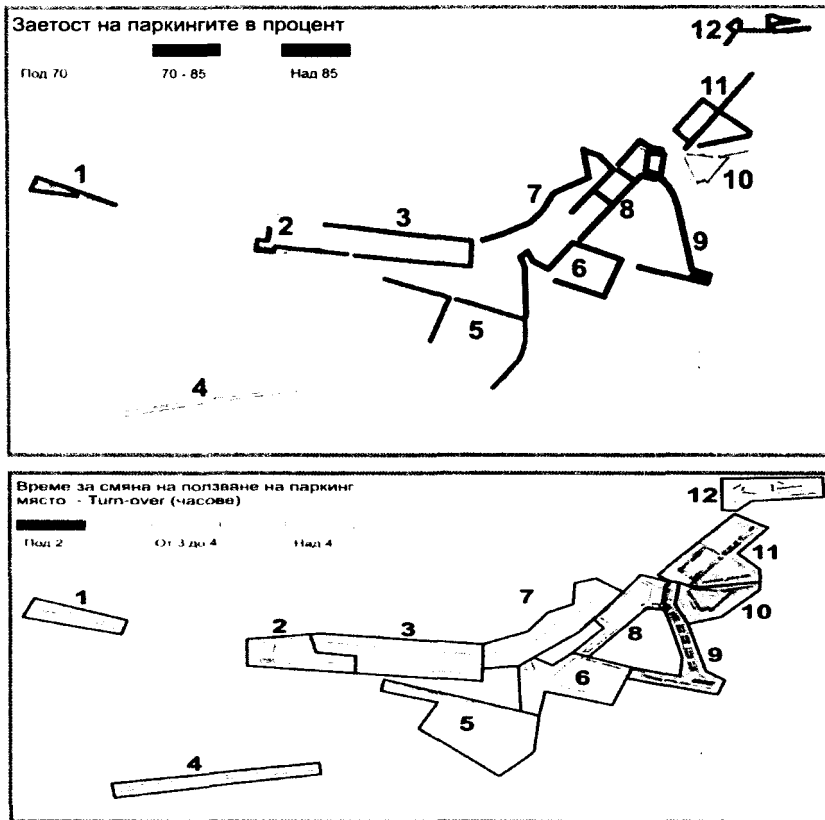 Заетост на паркингите в процент
Под 70
70 - 85
Над 85
12
11
1
10
7
2
3
8
9
6
5
4
Време за смяна на ползване на паркинг
място - Turn-over (часове)
Под 2
От 3 до 4
Над 4
12
11
1
7
10
2
3
8
9
6
5
4